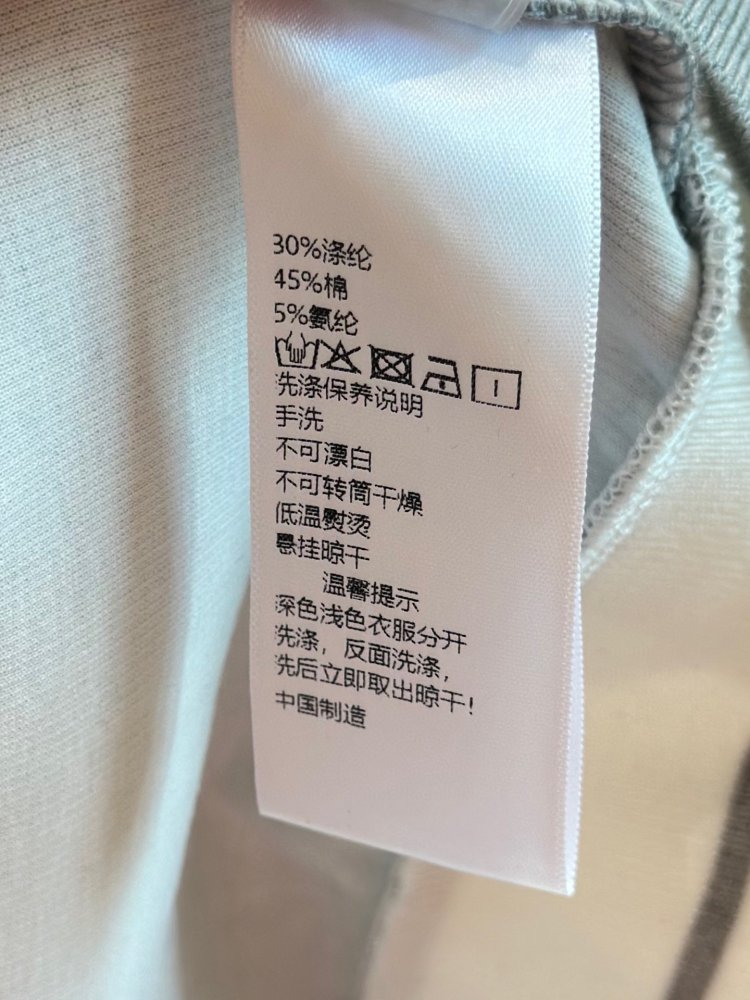 30%涤纶
45%棉
5%氨纶
洗涤保养说明
手洗
不可漂白
不可转筒干燥
低温熨烫
悬挂晾干
温馨提示
深色浅色衣服分开
洗涤，反面洗涤，
洗后立即取出晾干！
中国制造